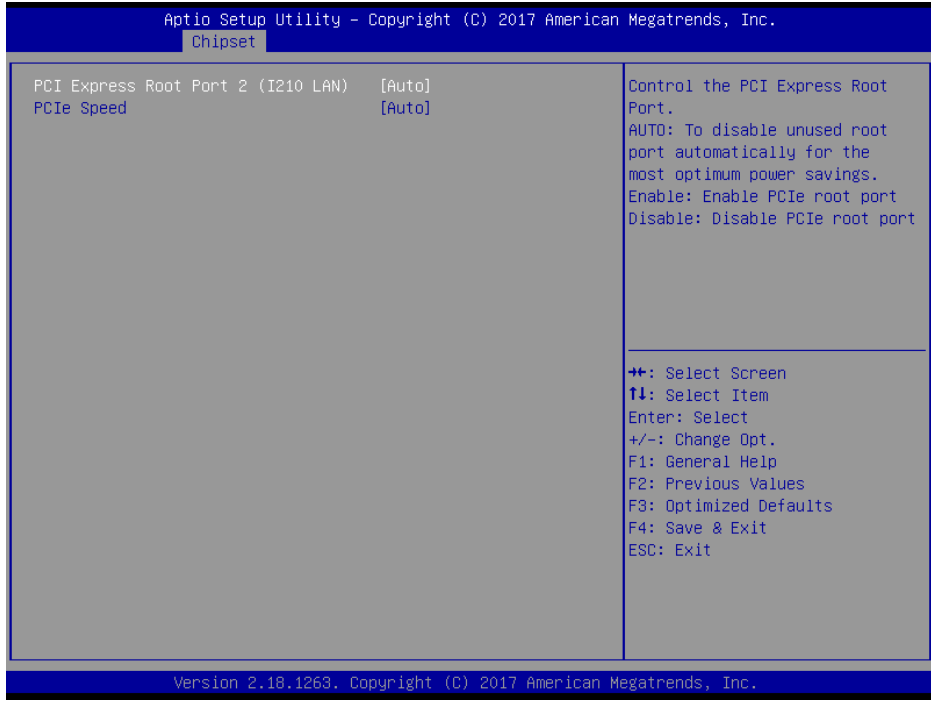 Aptio Setup Utility – Copyright (C) 2017 American Megatrends, Inc.
Chipset
PCI Express Root Port 2 (I210 LAN) [Auto]
PCIe Speed [Auto]
Control the PCI Express Root
Port.
AUTO: To disable unused root
port automatically for the
most optimum power savings.
Enable: Enable PCIe root port
Disable: Disable PCIe root port
→←: Select Screen
↑↓: Select Item
Enter: Select
+/-: Change Opt.
F1: General Help
F2: Previous Values
F3: Optimized Defaults
F4: Save & Exit
ESC: Exit
Version 2.18.1263. Copyright (C) 2017 American Megatrends, Inc.